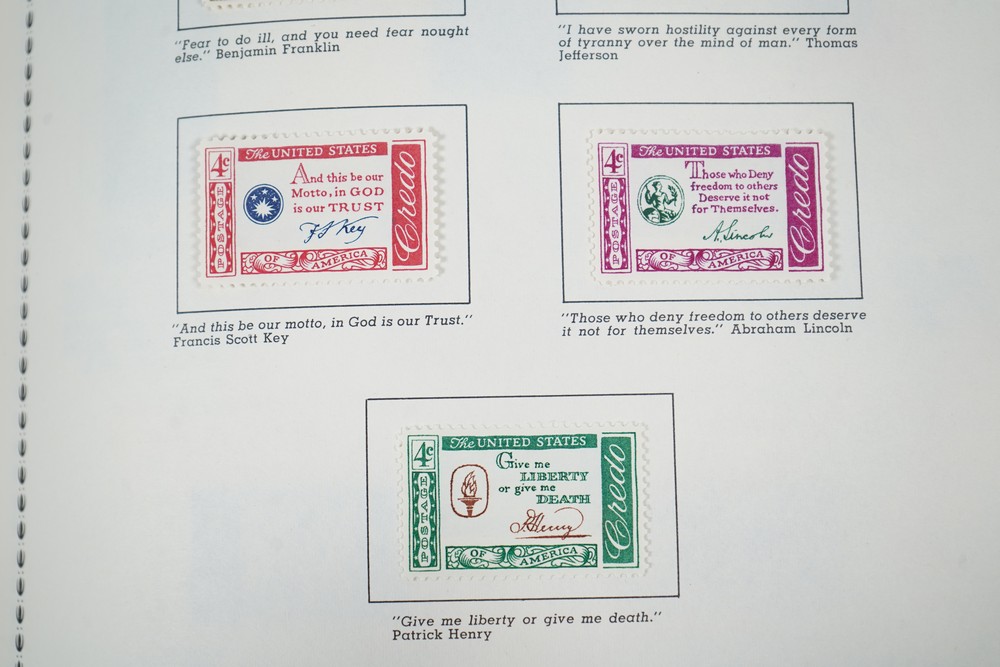 "Fear to do ill, and you need fear nought
else." Benjamin Franklin
"I have sworn hostility against every form
of tyranny over the mind of man." Thomas
Jefferson
The UNITED STATES
4c
POSTAGE
And this be our
Motto, in GOD
is our TRUST
F S Key
OF AMERICA
Credo
"And this be our motto, in God is our Trust."
Francis Scott Key
The UNITED STATES
4c
POSTAGE
Those who Deny
freedom to others
Deserve it not
for Themselves.
A. Lincoln
OF AMERICA
Credo
"Those who deny freedom to others deserve
it not for themselves." Abraham Lincoln
The UNITED STATES
4c
POSTAGE
Give me
LIBERTY
or give me
DEATH
P. Henry
OF AMERICA
Credo
"Give me liberty or give me death."
Patrick Henry